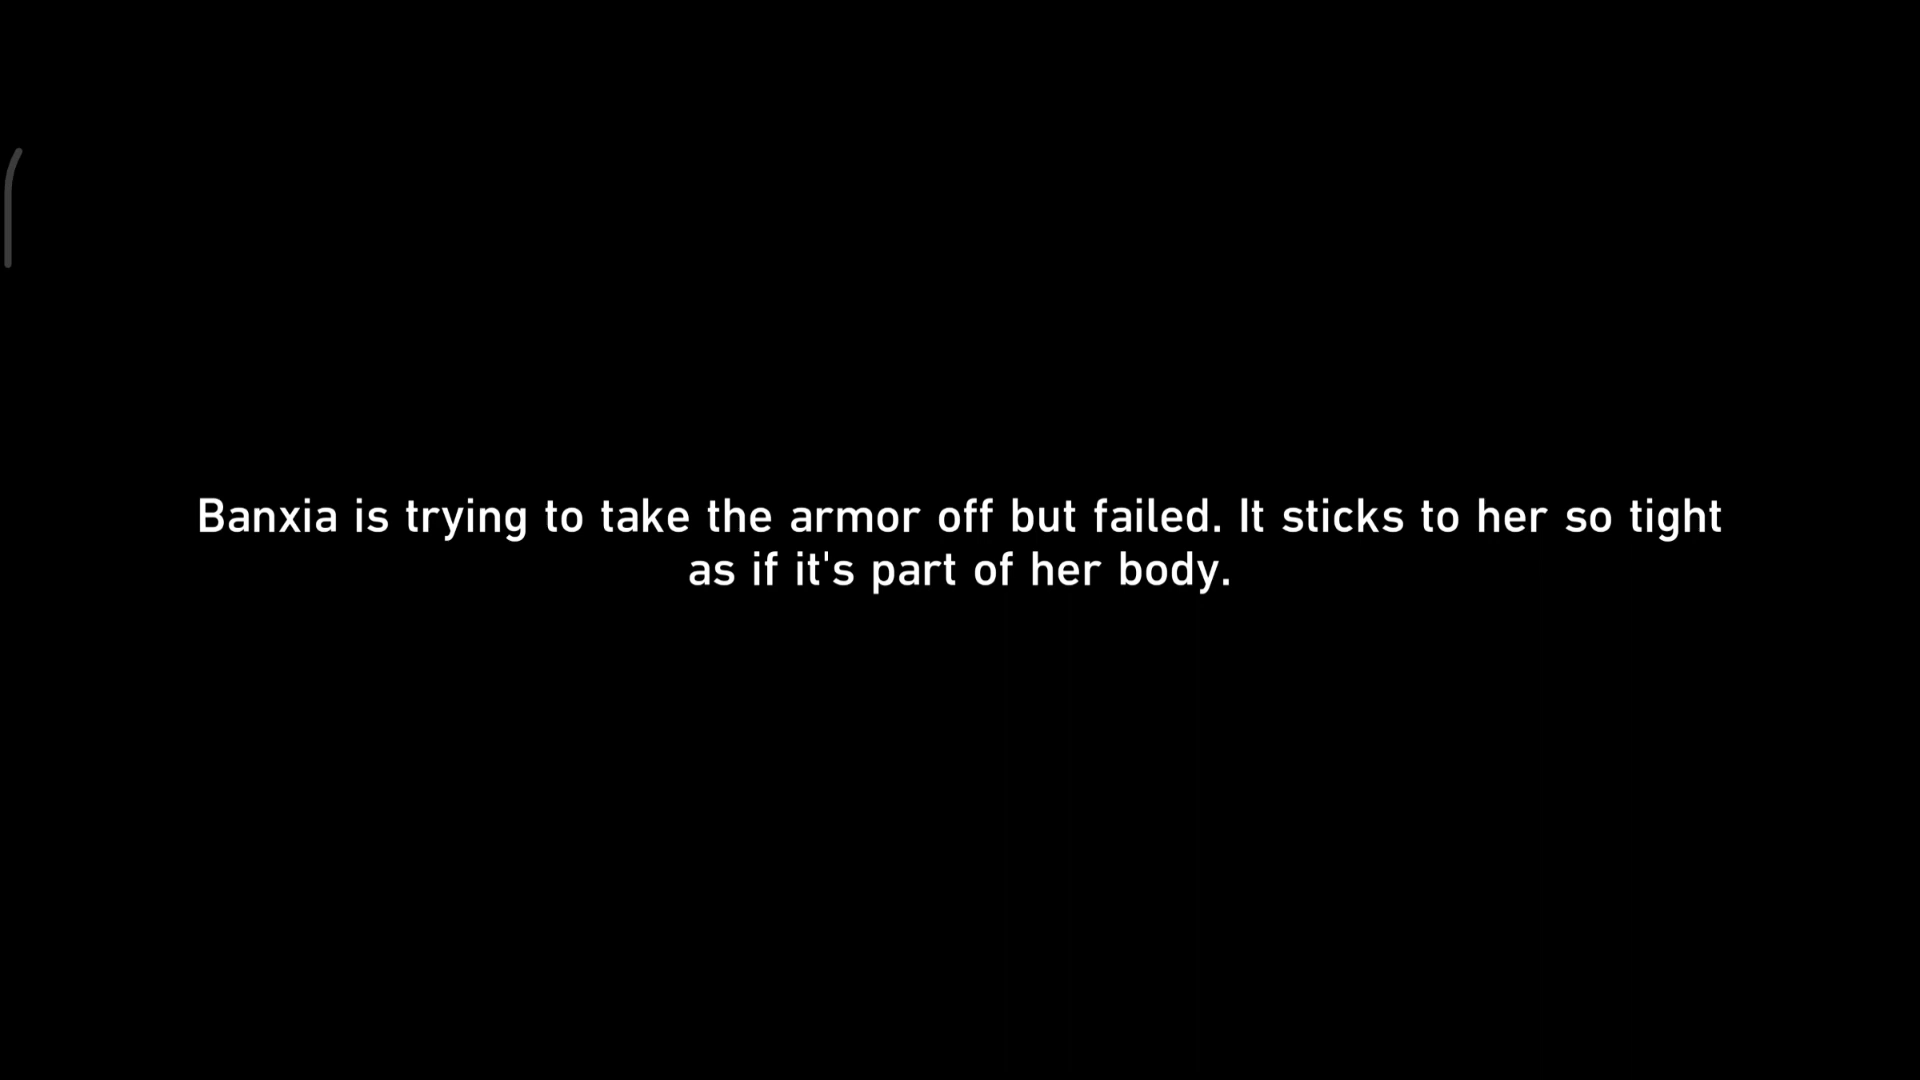 Banxia is trying to take the armor off but failed. It sticks to her so tight
as if it's part of her body.